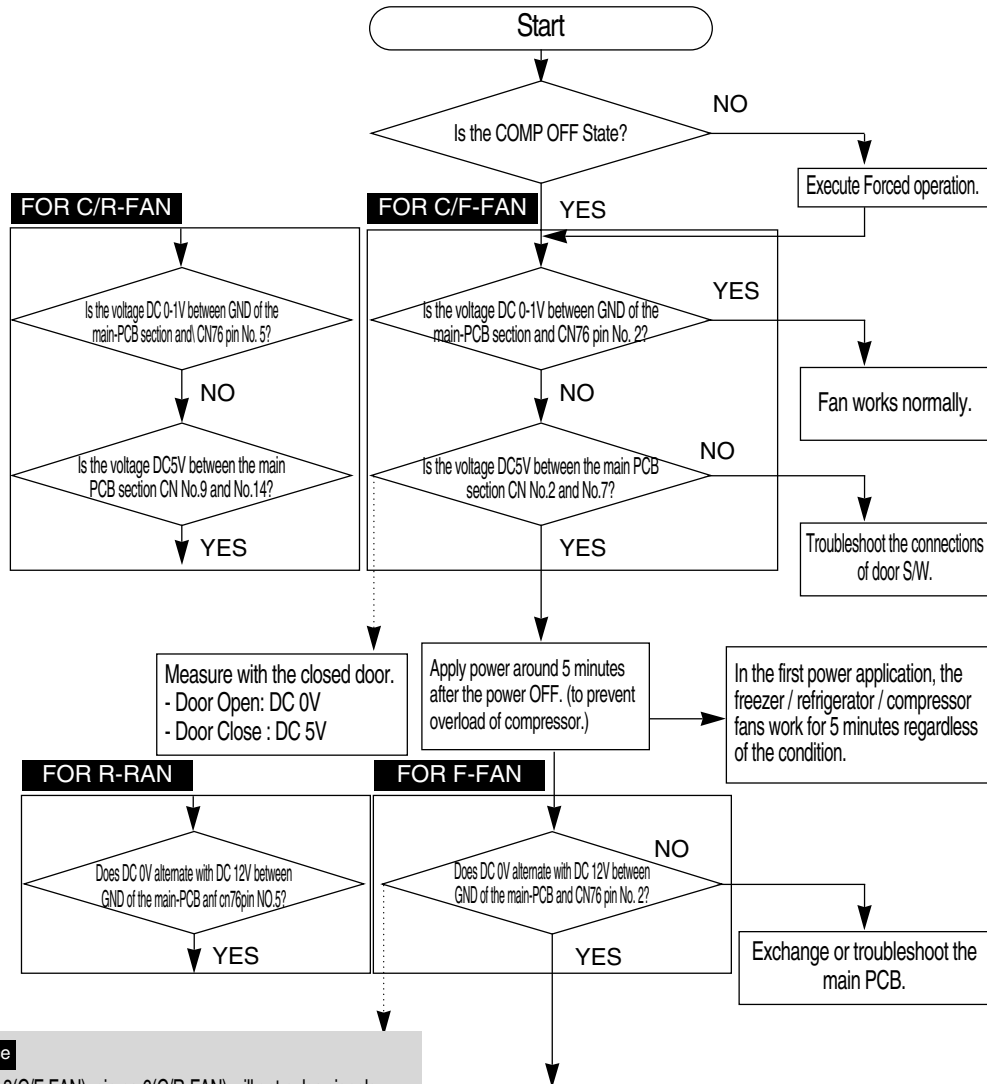 Start
Is the COMP OFF State?
NO
Execute Forced operation.
YES
FOR C/R-FAN
FOR C/F-FAN
Is the voltage DC 0-1V between GND of the
main-PCB section and\ CN76 pin No. 5?
NO
Is the voltage DC5V between the main
PCB section CN No.9 and No.14?
YES
Is the voltage DC 0-1V between GND of the
main-PCB section and CN76 pin No. 2?
YES
Fan works normally.
NO
Is the voltage DC5V between the main PCB
section CN No.2 and No.7?
NO
Troubleshoot the connections
of door S/W.
YES
Measure with the closed door.
- Door Open: DC 0V
- Door Close : DC 5V
Apply power around 5 minutes
after the power OFF. (to prevent
overload of compressor.)
In the first power application, the
freezer / refrigerator / compressor
fans work for 5 minutes regardless
of the condition.
FOR R-RAN
FOR F-FAN
Does DC 0V alternate with DC 12V between
GND of the main-PCB anf cn76pin NO.5?
YES
Does DC 0V alternate with DC 12V between
GND of the main-PCB and CN76 pin No. 2?
NO
Exchange or troubleshoot the
main PCB.
YES